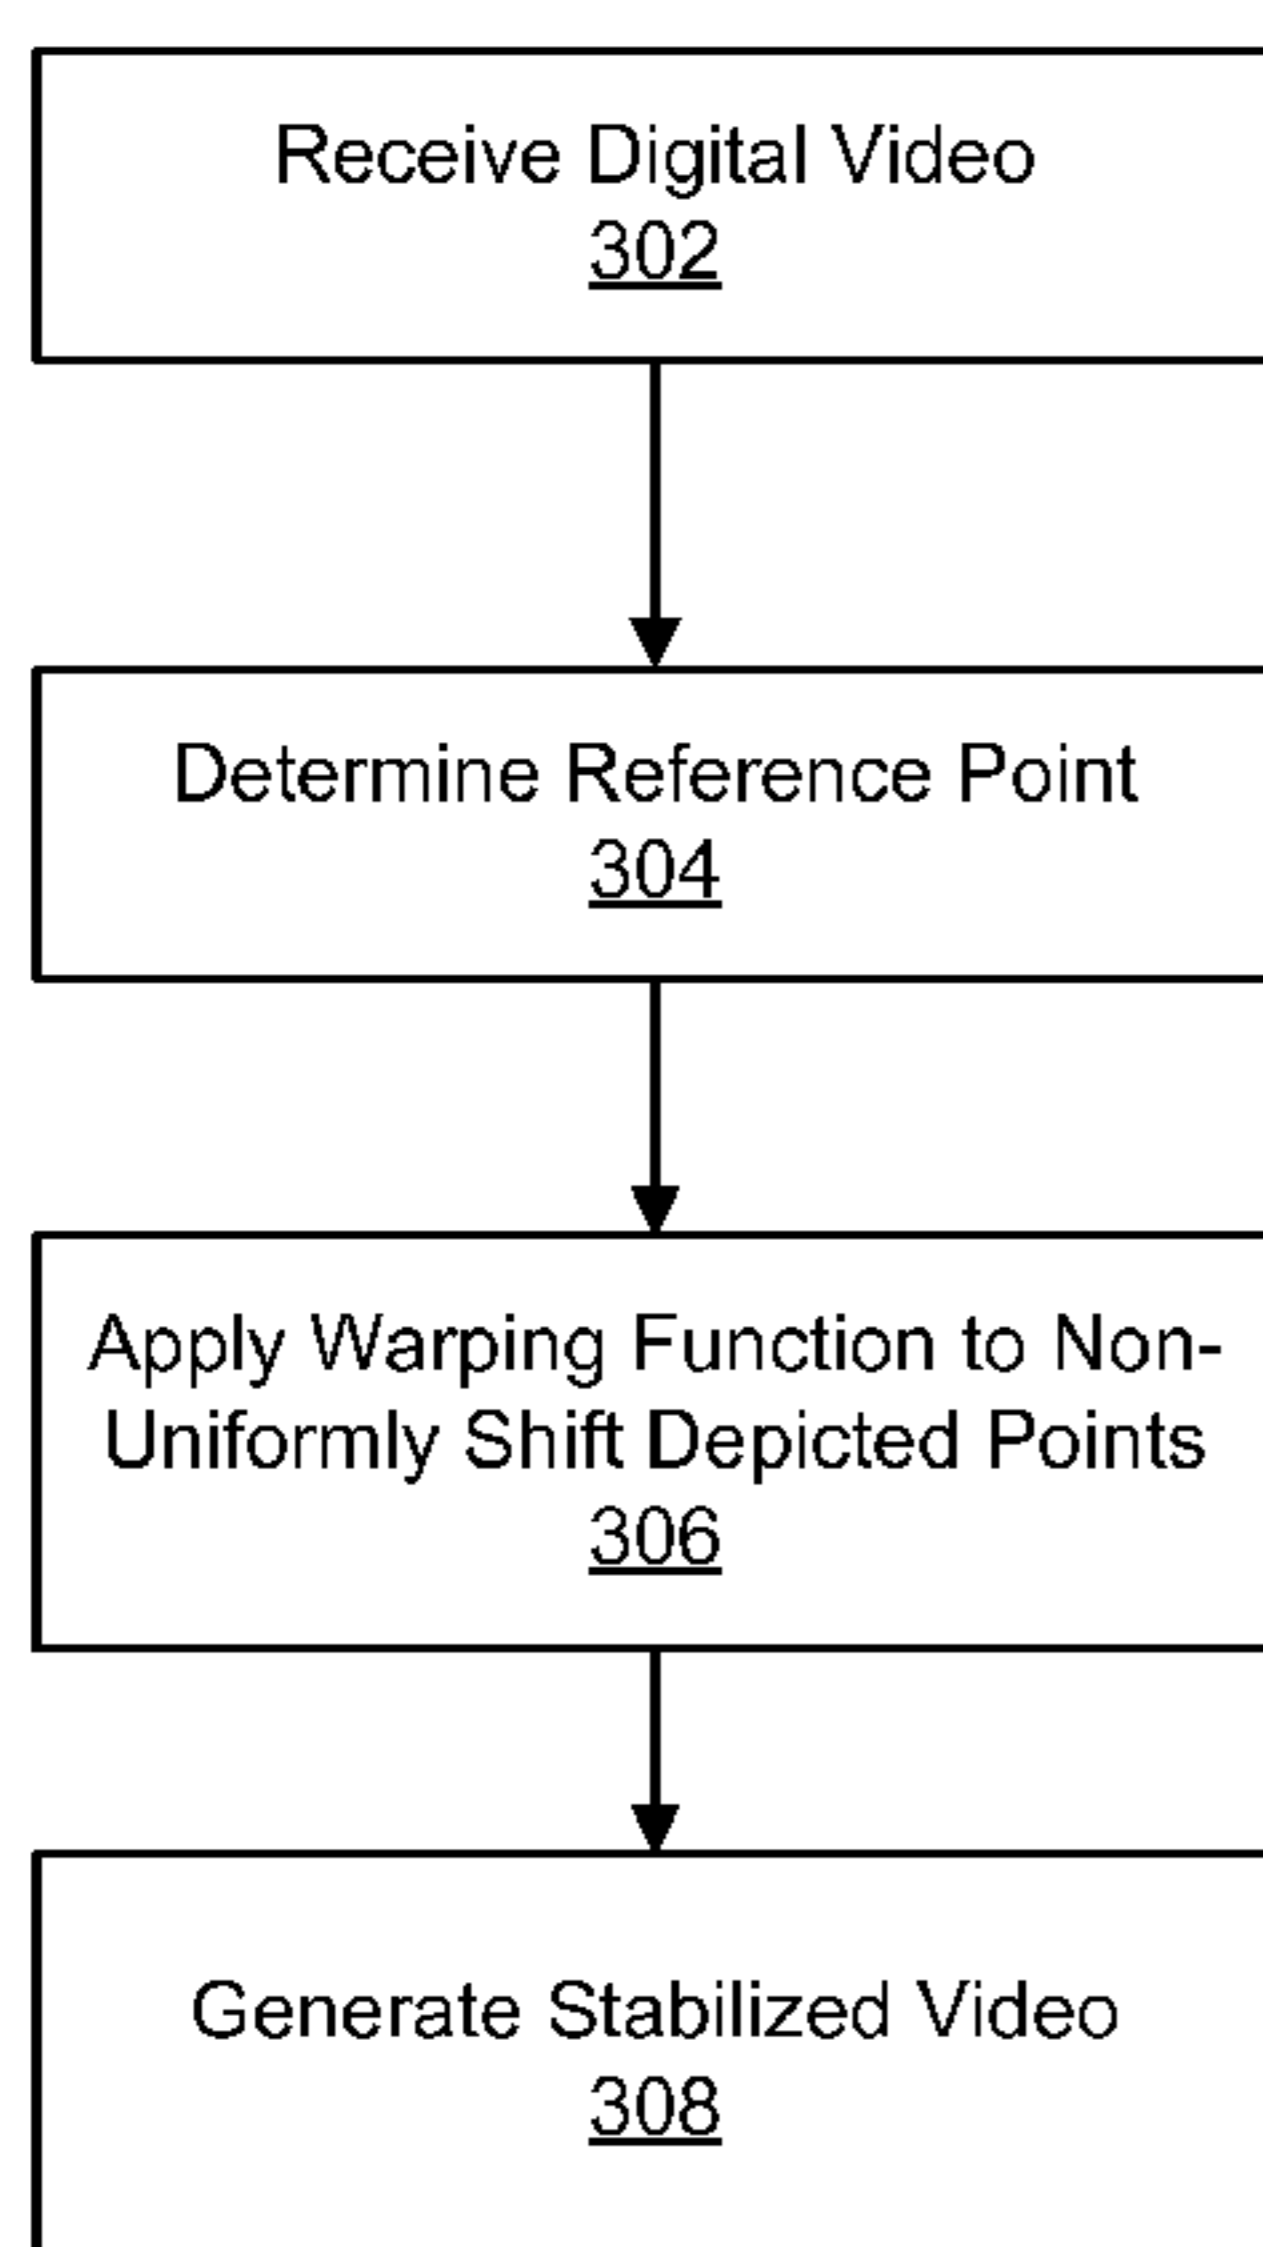 Receive Digital Video
302
Determine Reference Point
304
Apply Warping Function to Non-
Uniformly Shift Depicted Points
306
Generate Stabilized Video
308